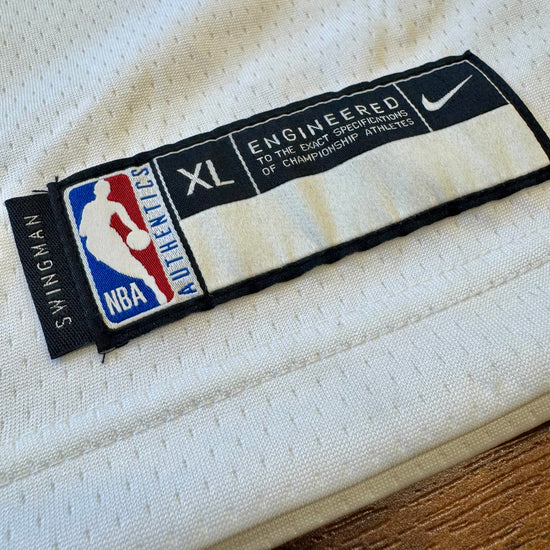 SWINGMAN
NBA
AUTHENTICS
XL
ENGINEERED
TO THE EXACT SPECIFICATIONS
OF CHAMPIONSHIP ATHLETES